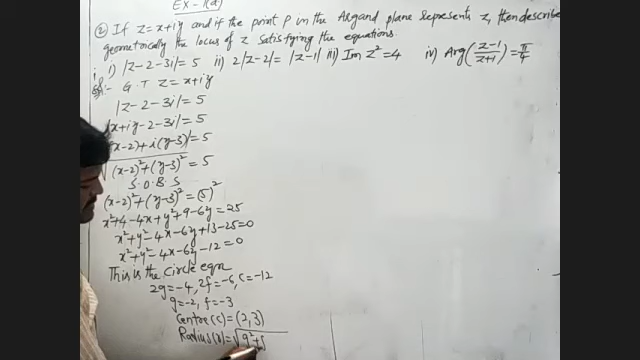 Ex - 1(a)
② If Z = x+iy and if the point P in the Argand plane represents Z, then describe
geometrically the locus of Z satisfying the equations.
i) |Z-2-3i| = 5 ii) 2|Z-2| = |Z-1| iii) Im Z² = 4 iv) Arg(Z-1/Z+i) = π/4
Sol:- G.T Z = x+iy
|Z-2-3i| = 5
|x+iy-2-3i| = 5
x-2)+i(y-3)| = 5
√(x-2)²+(y-3)² = 5
S.O.B.S
(x-2)²+(y-3)² = (5)²
x²+4-4x+y²+9-6y = 25
x²+y²-4x-6y+13-25=0
x²+y²-4x-6y-12=0
This is the circle eqn
2g=-4, 2f=-6, c=-12
g=-2, f=-3
Centre(c) = (2,3)
Radius(r) = √g²+f